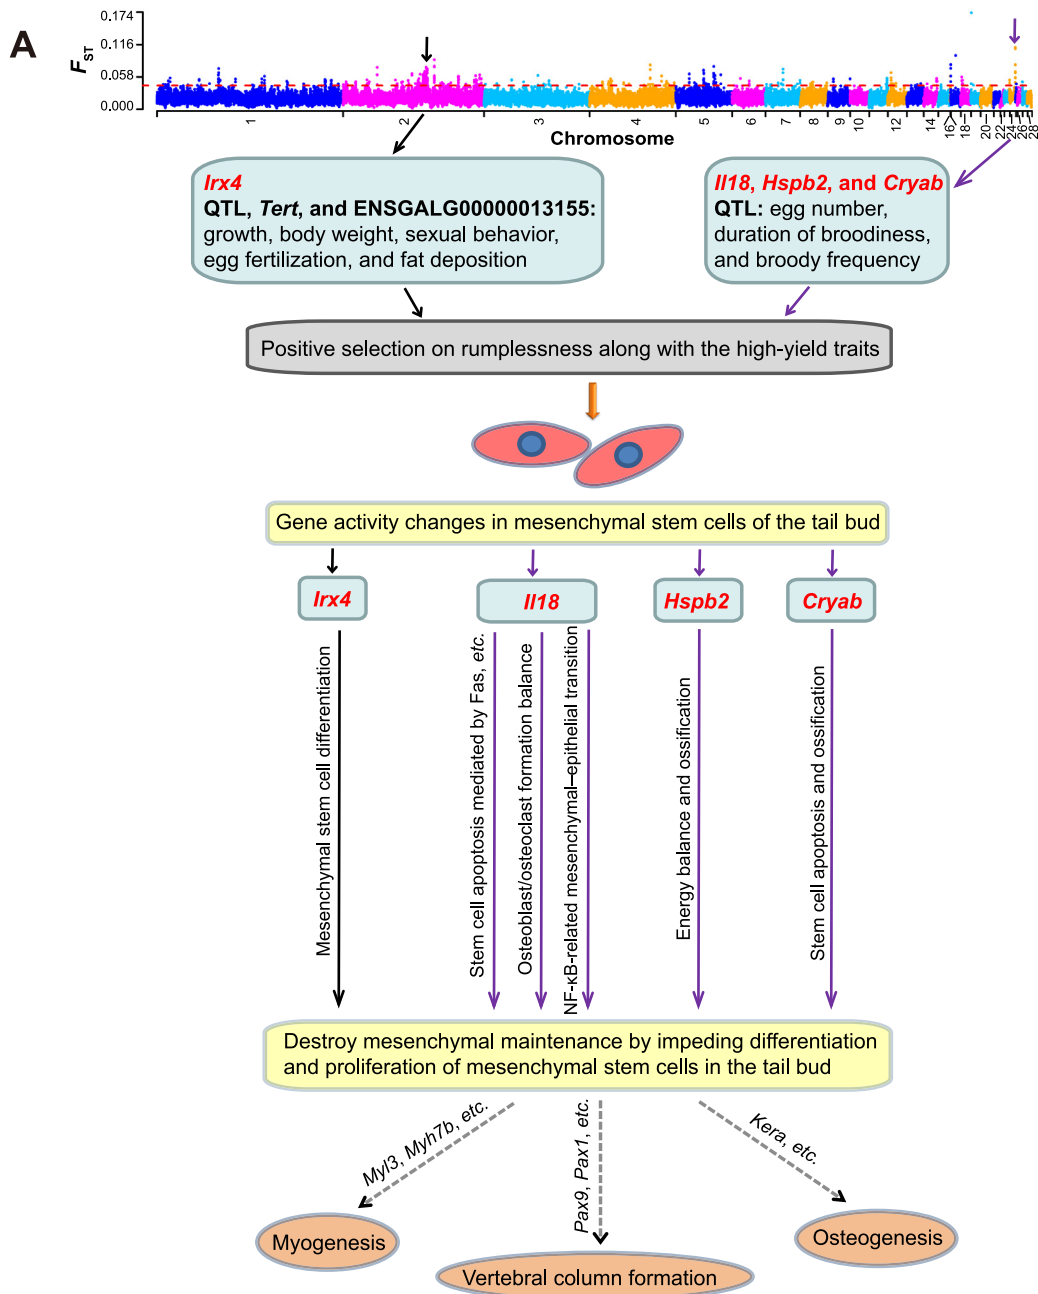 A
F_ST
0.174
0.116
0.058
0.000
1
2
3
4
5
6
7
8
9
10
12
14
16
18
20
22
24
26
28
Chromosome
Irx4
QTL, Tert, and ENSGALG00000013155:
growth, body weight, sexual behavior,
egg fertilization, and fat deposition
Il18, Hspb2, and Cryab
QTL: egg number,
duration of broodiness,
and broody frequency
Positive selection on rumplessness along with the high-yield traits
Gene activity changes in mesenchymal stem cells of the tail bud
Irx4
Il18
Hspb2
Cryab
Mesenchymal stem cell differentiation
Stem cell apoptosis mediated by Fas, etc.
Osteoblast/osteoclast formation balance
NF-κB-related mesenchymal–epithelial transition
Energy balance and ossification
Stem cell apoptosis and ossification
Destroy mesenchymal maintenance by impeding differentiation
and proliferation of mesenchymal stem cells in the tail bud
Myl3, Myh7b, etc.
Pax9, Pax1, etc.
Kera, etc.
Myogenesis
Vertebral column formation
Osteogenesis